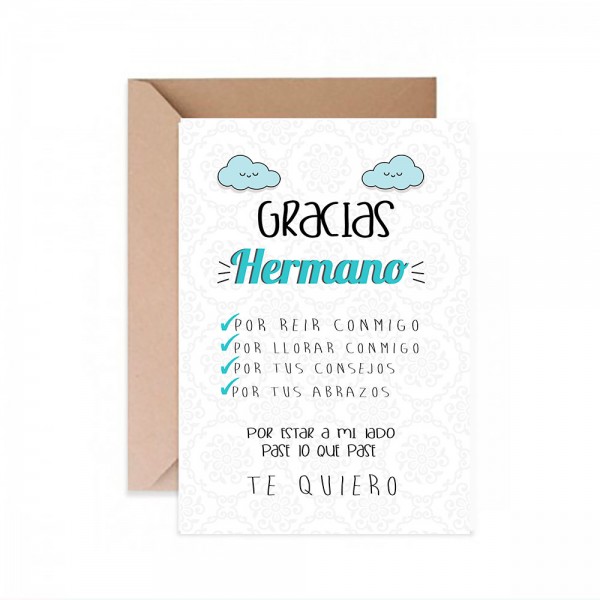 GRACIAS
Hermano
POR REIR CONMIGO
POR LLORAR CONMIGO
POR TUS CONSEJOS
POR TUS ABRAZOS
POR ESTAR A MI LADO
PASE LO QUE PASE
TE QUIERO